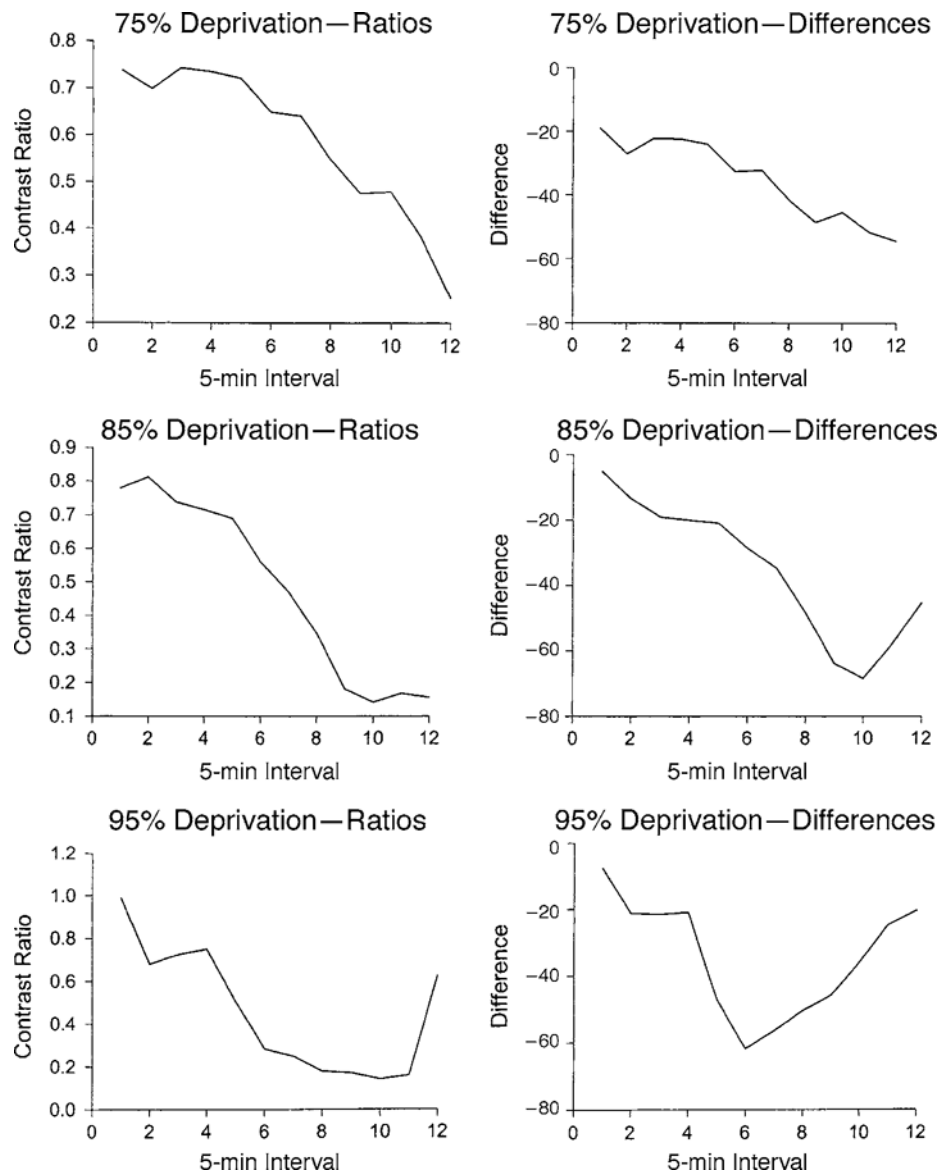 75% Deprivation—Ratios
Contrast Ratio
0.8
0.7
0.6
0.5
0.4
0.3
0.2
0 2 4 6 8 10 12
5-min Interval
75% Deprivation—Differences
Difference
0
−20
−40
−60
−80
0 2 4 6 8 10 12
5-min Interval
85% Deprivation—Ratios
Contrast Ratio
0.9
0.8
0.7
0.6
0.5
0.4
0.3
0.2
0.1
0 2 4 6 8 10 12
5-min Interval
85% Deprivation—Differences
Difference
0
−20
−40
−60
−80
0 2 4 6 8 10 12
5-min Interval
95% Deprivation—Ratios
Contrast Ratio
1.2
1.0
0.8
0.6
0.4
0.2
0.0
0 2 4 6 8 10 12
5-min Interval
95% Deprivation—Differences
Difference
0
−20
−40
−60
−80
0 2 4 6 8 10 12
5-min Interval